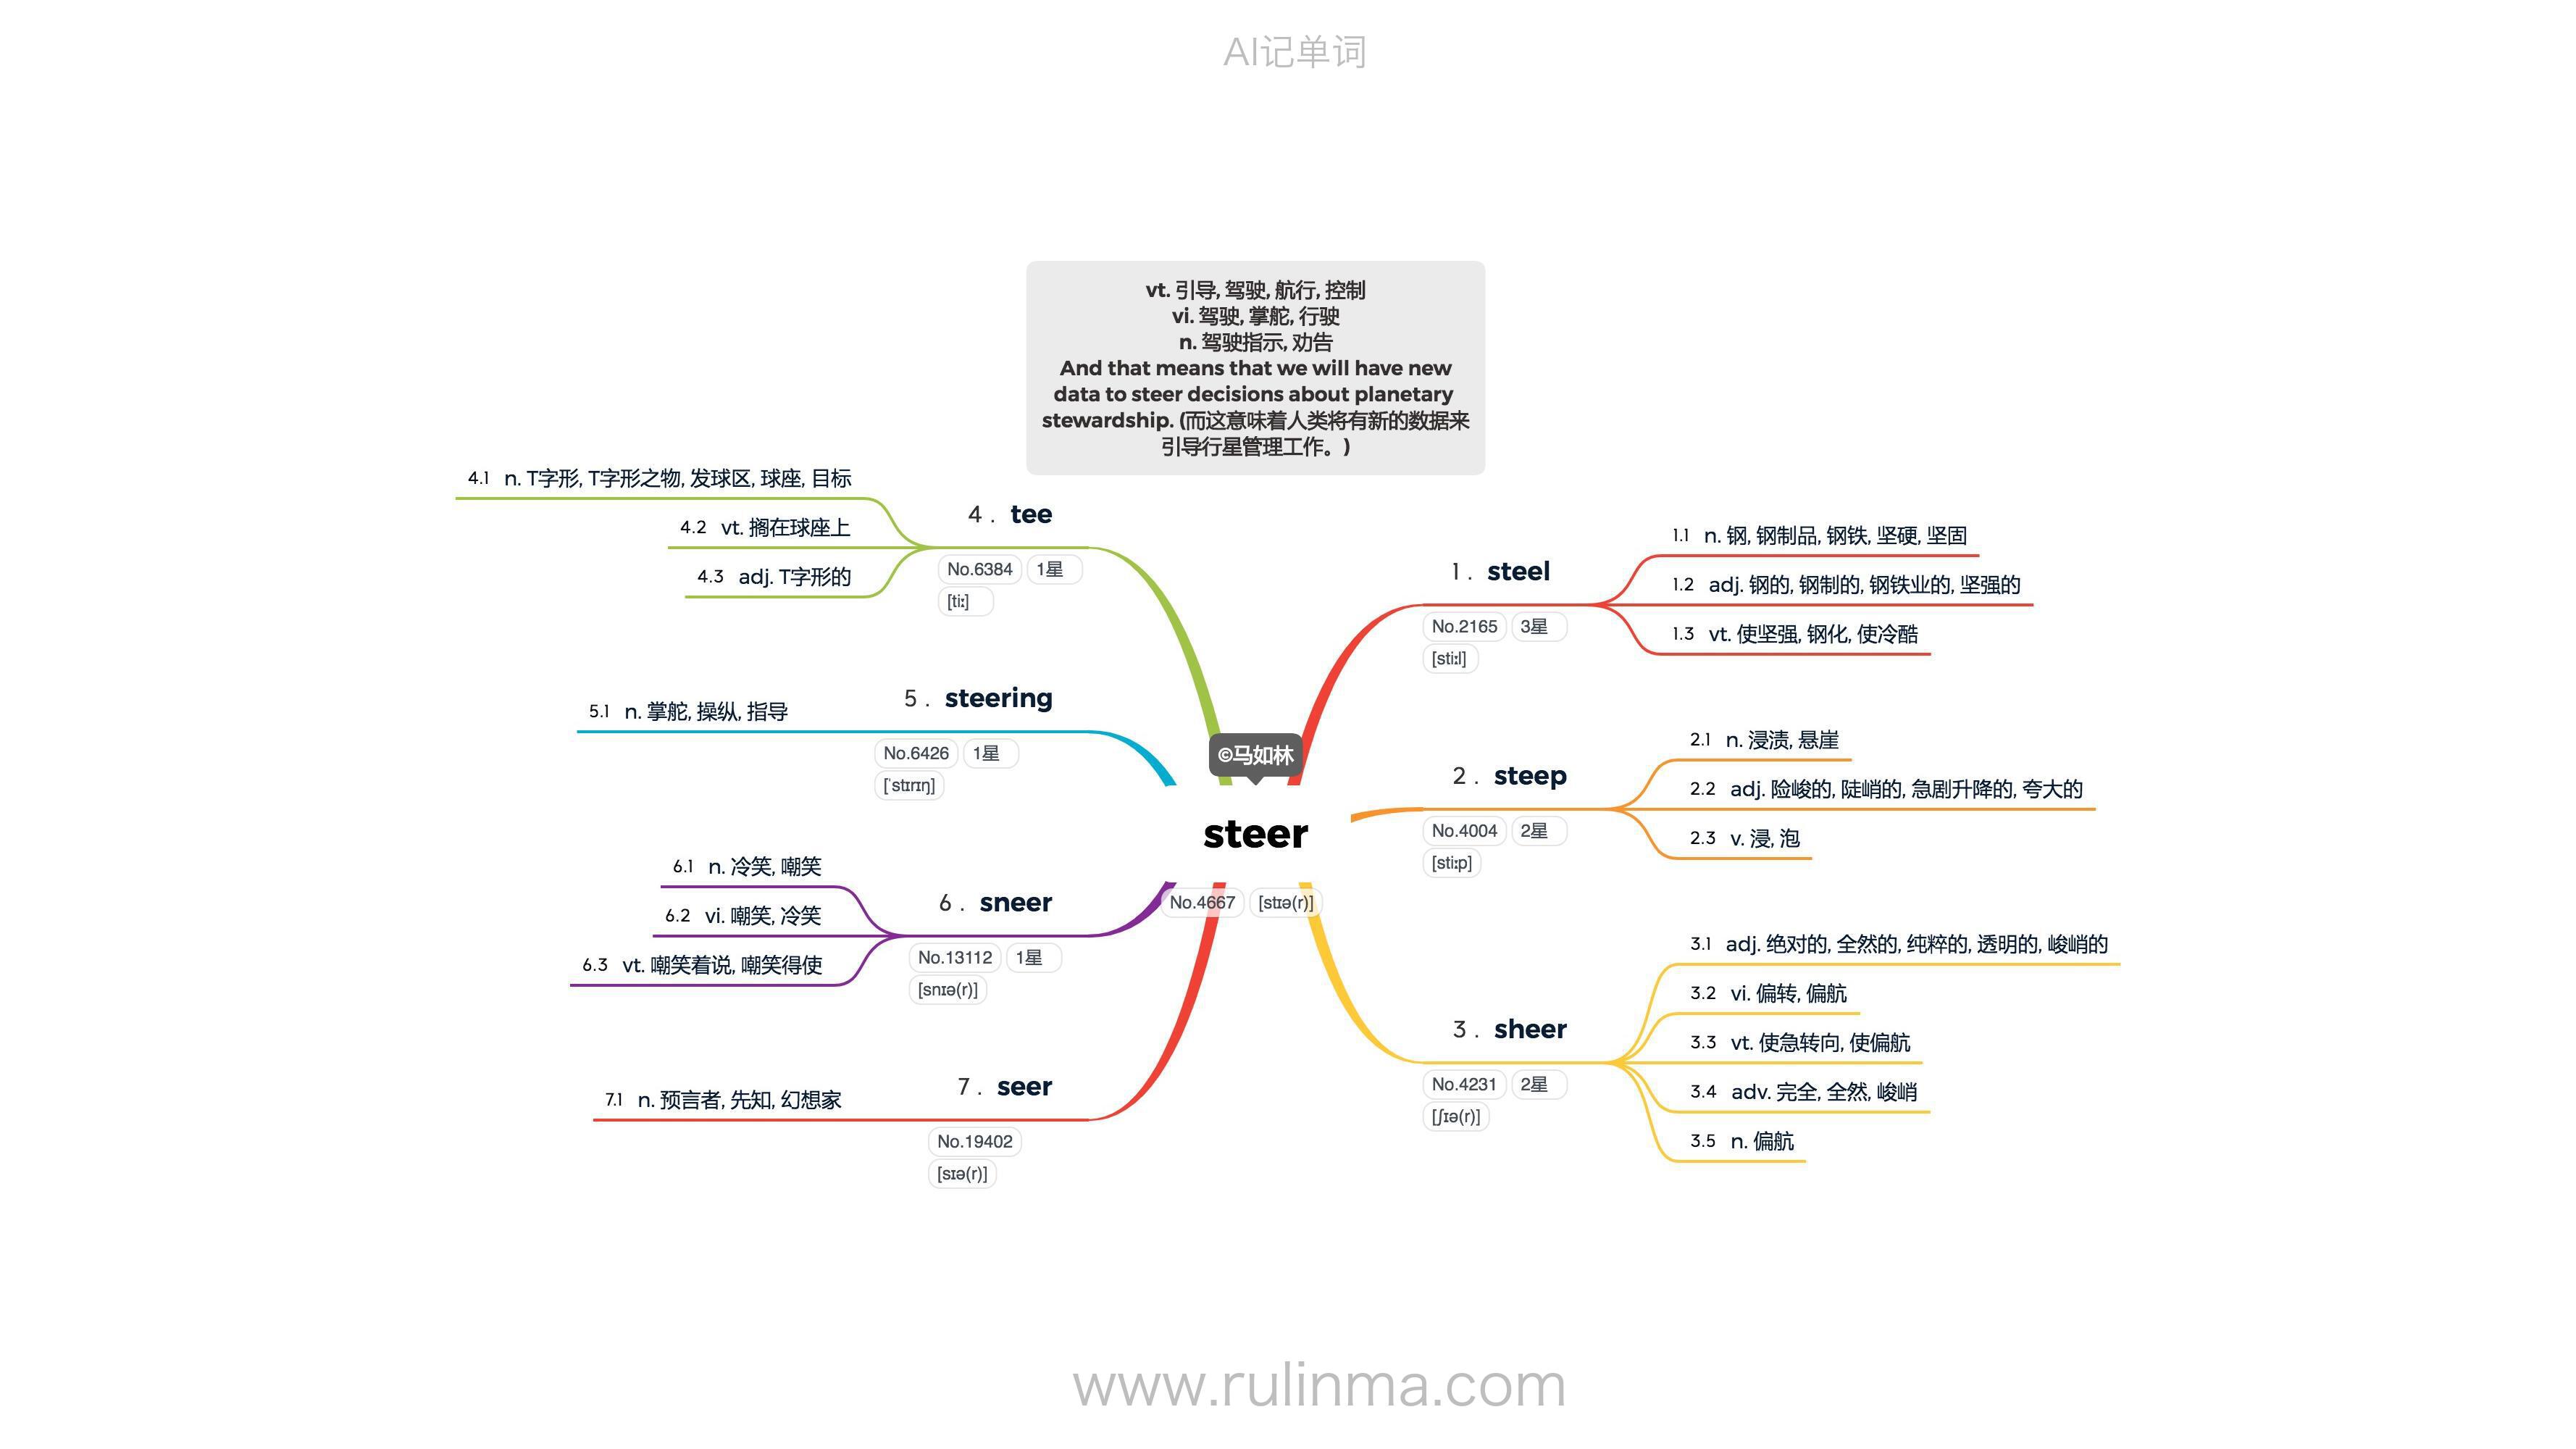 AI记单词
vt. 引导, 驾驶, 航行, 控制
vi. 驾驶, 掌舵, 行驶
n. 驾驶指示, 劝告
And that means that we will have new
data to steer decisions about planetary
stewardship. (而这意味着人类将有新的数据来
引导行星管理工作。)
©马如林
steer
No.4667 [stɪə(r)]
1. steel
No.2165 3星
[stiːl]
1.1 n. 钢, 钢制品, 钢铁, 坚硬, 坚固
1.2 adj. 钢的, 钢制的, 钢铁业的, 坚强的
1.3 vt. 使坚强, 钢化, 使冷酷
2. steep
No.4004 2星
[stiːp]
2.1 n. 浸渍, 悬崖
2.2 adj. 险峻的, 陡峭的, 急剧升降的, 夸大的
2.3 v. 浸, 泡
3. sheer
No.4231 2星
[ʃɪə(r)]
3.1 adj. 绝对的, 全然的, 纯粹的, 透明的, 峻峭的
3.2 vi. 偏转, 偏航
3.3 vt. 使急转向, 使偏航
3.4 adv. 完全, 全然, 峻峭
3.5 n. 偏航
4. tee
No.6384 1星
[tiː]
4.1 n. T字形, T字形之物, 发球区, 球座, 目标
4.2 vt. 搁在球座上
4.3 adj. T字形的
5. steering
No.6426 1星
[ˈstɪrɪŋ]
5.1 n. 掌舵, 操纵, 指导
6. sneer
No.13112 1星
[snɪə(r)]
6.1 n. 冷笑, 嘲笑
6.2 vi. 嘲笑, 冷笑
6.3 vt. 嘲笑着说, 嘲笑得使
7. seer
No.19402
[sɪə(r)]
7.1 n. 预言者, 先知, 幻想家
www.rulinma.com